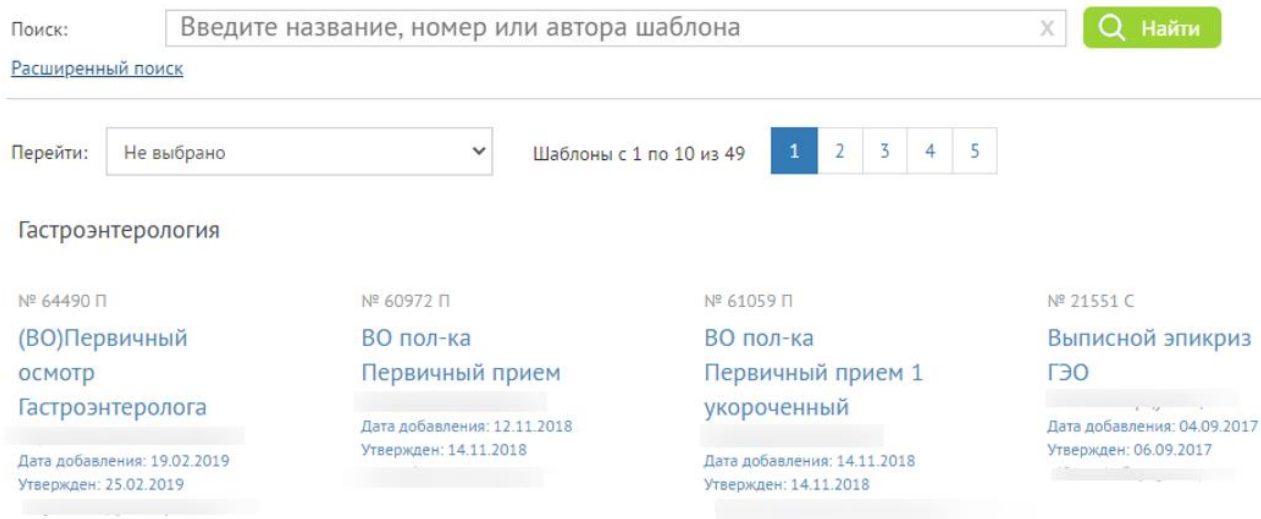 Поиск: Введите название, номер или автора шаблона X Найти
Расширенный поиск
Перейти: Не выбрано Шаблоны с 1 по 10 из 49 1 2 3 4 5
Гастроэнтерология
№ 64490 П
(ВО)Первичный
осмотр
Гастроэнтеролога
Дата добавления: 19.02.2019
Утвержден: 25.02.2019
№ 60972 П
ВО пол-ка
Первичный прием
Дата добавления: 12.11.2018
Утвержден: 14.11.2018
№ 61059 П
ВО пол-ка
Первичный прием 1
укороченный
Дата добавления: 14.11.2018
Утвержден: 14.11.2018
№ 21551 С
Выписной эпикриз
ГЭО
Дата добавления: 04.09.2017
Утвержден: 06.09.2017